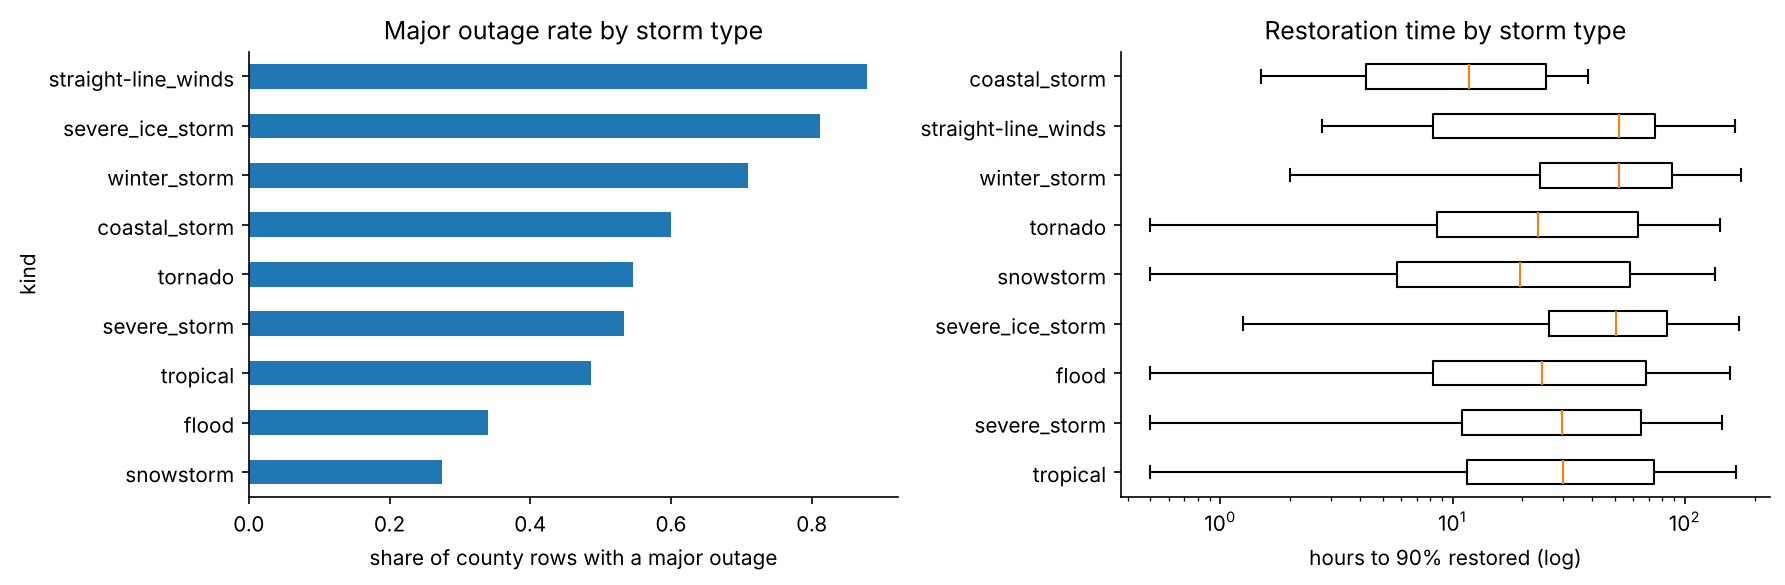 Major outage rate by storm type
kind
straight-line_winds
severe_ice_storm
winter_storm
coastal_storm
tornado
severe_storm
tropical
flood
snowstorm
0.0 0.2 0.4 0.6 0.8
share of county rows with a major outage
Restoration time by storm type
coastal_storm
straight-line_winds
winter_storm
tornado
snowstorm
severe_ice_storm
flood
severe_storm
tropical
10⁰ 10¹ 10²
hours to 90% restored (log)